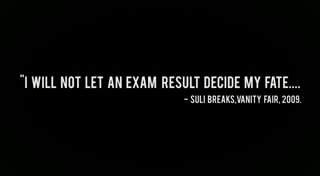 "I WILL NOT LET AN EXAM RESULT DECIDE MY FATE....
~ SULI BREAKS,VANITY FAIR, 2009.